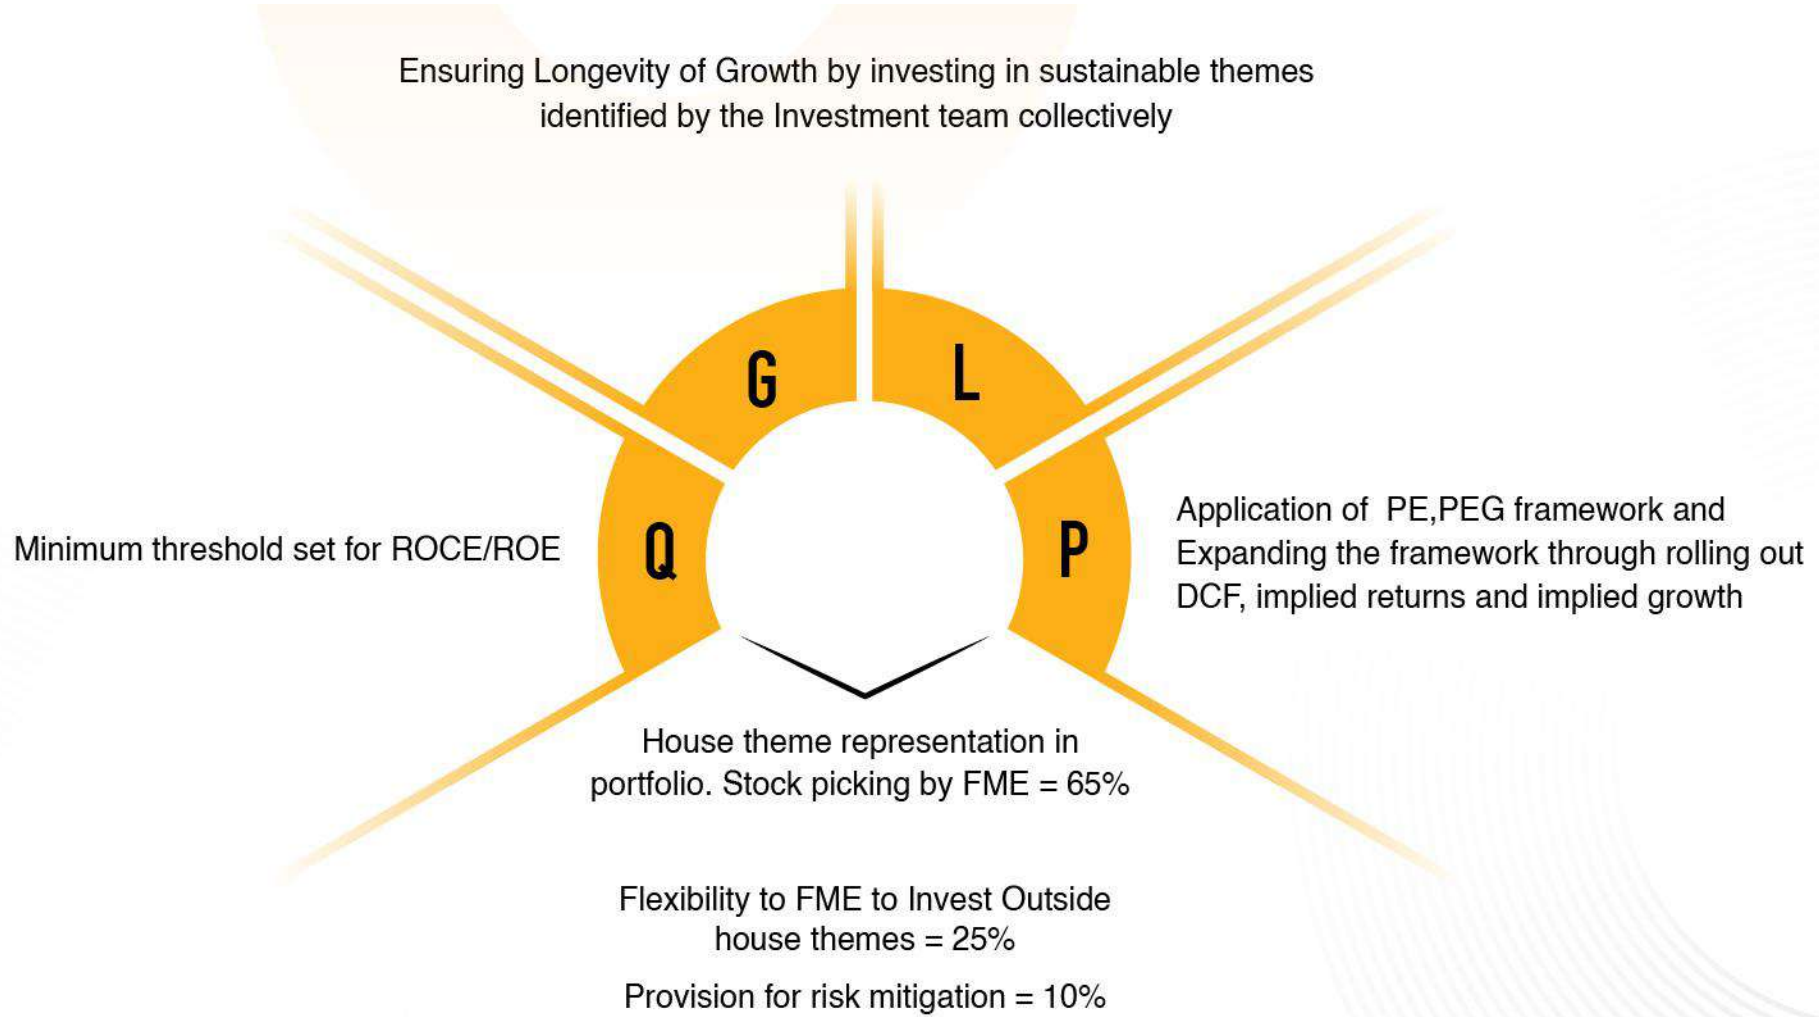 Ensuring Longevity of Growth by investing in sustainable themes
identified by the Investment team collectively
G
L
Q
P
Minimum threshold set for ROCE/ROE
Application of PE,PEG framework and
Expanding the framework through rolling out
DCF, implied returns and implied growth
House theme representation in
portfolio. Stock picking by FME = 65%
Flexibility to FME to Invest Outside
house themes = 25%
Provision for risk mitigation = 10%